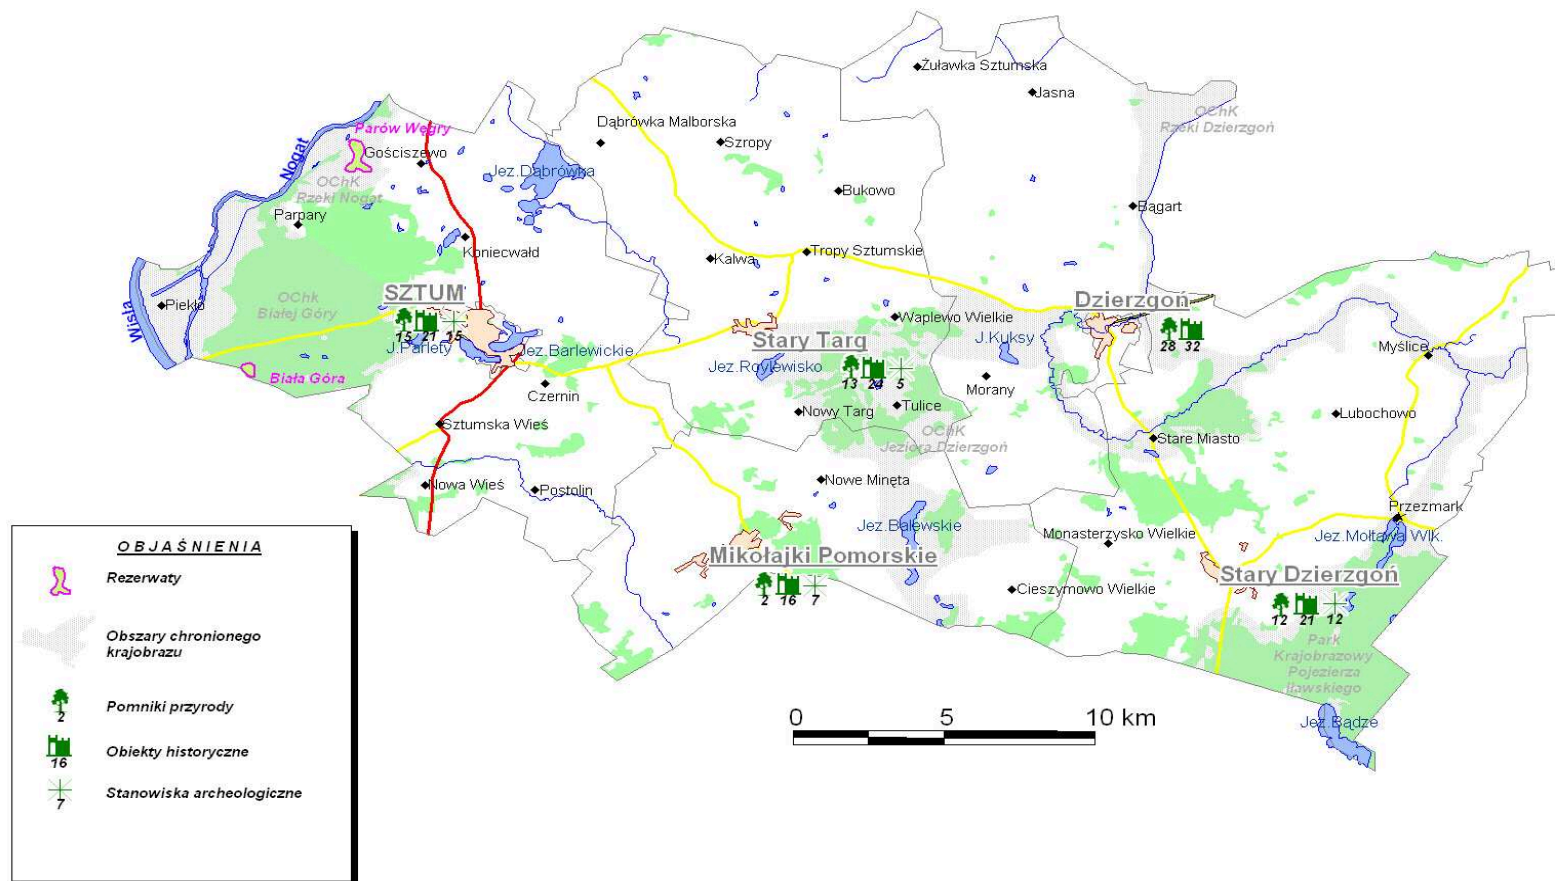 Żuławka Sztumska
Jasna
OChK
Rzeki Dzierzgoń
Dąbrówka Malborska
Parów Węgry
Szropy
Gościszewo
Nogat
Jez.Dąbrówka
OChK
Rzeki Nogat
Bukowo
Bągart
Parpary
Koniecwałd
Kalwa
Tropy Sztumskie
Piekło
Wisła
OChk
Białej Góry
SZTUM
15
21
15
J.Parlety
Jez.Barlewickie
Biała Góra
Dzierzgoń
28
32
Waplewo Wielkie
Stary Targ
J.Kuksy
Jez.Roylewisko
13
24
5
Myślice
Czernin
Morany
Nowy Targ
Tulice
Lubochowo
Sztumska Wieś
OChK
Jeziora Dzierzgoń
Stare Miasto
Nowa Wieś
Postolin
Nowe Minęta
Przezmark
Jez.Balewskie
Monasterzysko Wielkie
Jez.Mołtawa Wlk.
Mikołajki Pomorskie
2
16
7
Cieszymowo Wielkie
Stary Dzierzgoń
12
21
12
Park
Krajobrazowy
Pojezierza
Iławskiego
Jez.Bądze
0
5
10 km
OBJAŚNIENIA
Rezerwaty
Obszary chronionego
krajobrazu
Pomniki przyrody
2
Obiekty historyczne
16
Stanowiska archeologiczne
7